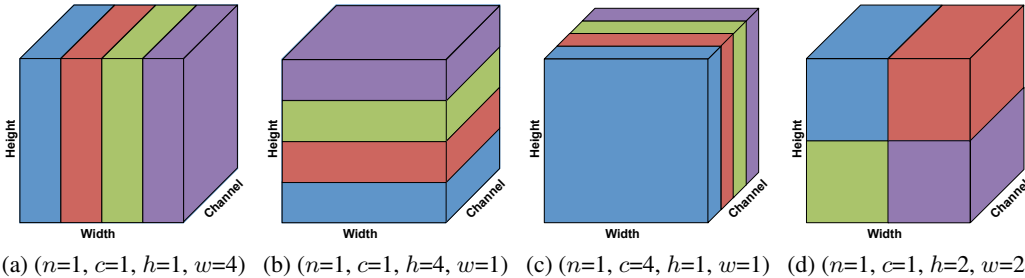 Height
Width
Channel
Height
Width
Channel
Height
Width
Channel
Height
Width
Channel
(a) (n=1, c=1, h=1, w=4)
(b) (n=1, c=1, h=4, w=1)
(c) (n=1, c=4, h=1, w=1)
(d) (n=1, c=1, h=2, w=2